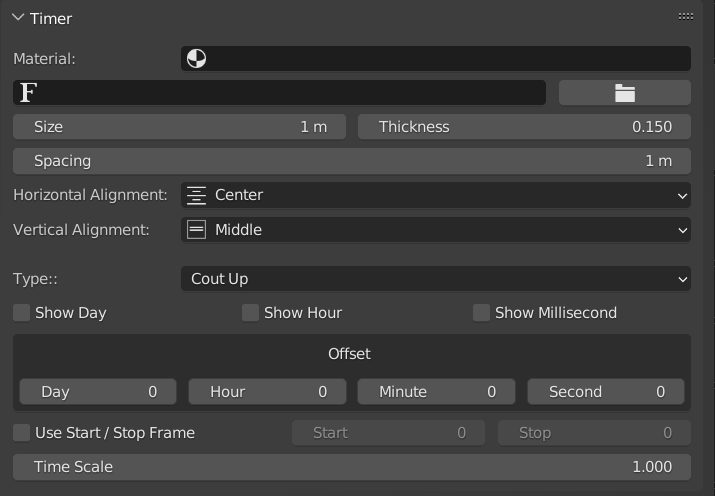 Timer
Material:
F
Size 1 m Thickness 0.150
Spacing 1 m
Horizontal Alignment: Center
Vertical Alignment: Middle
Type:: Cout Up
Show Day Show Hour Show Millisecond
Offset
Day 0 Hour 0 Minute 0 Second 0
Use Start / Stop Frame Start 0 Stop 0
Time Scale 1.000